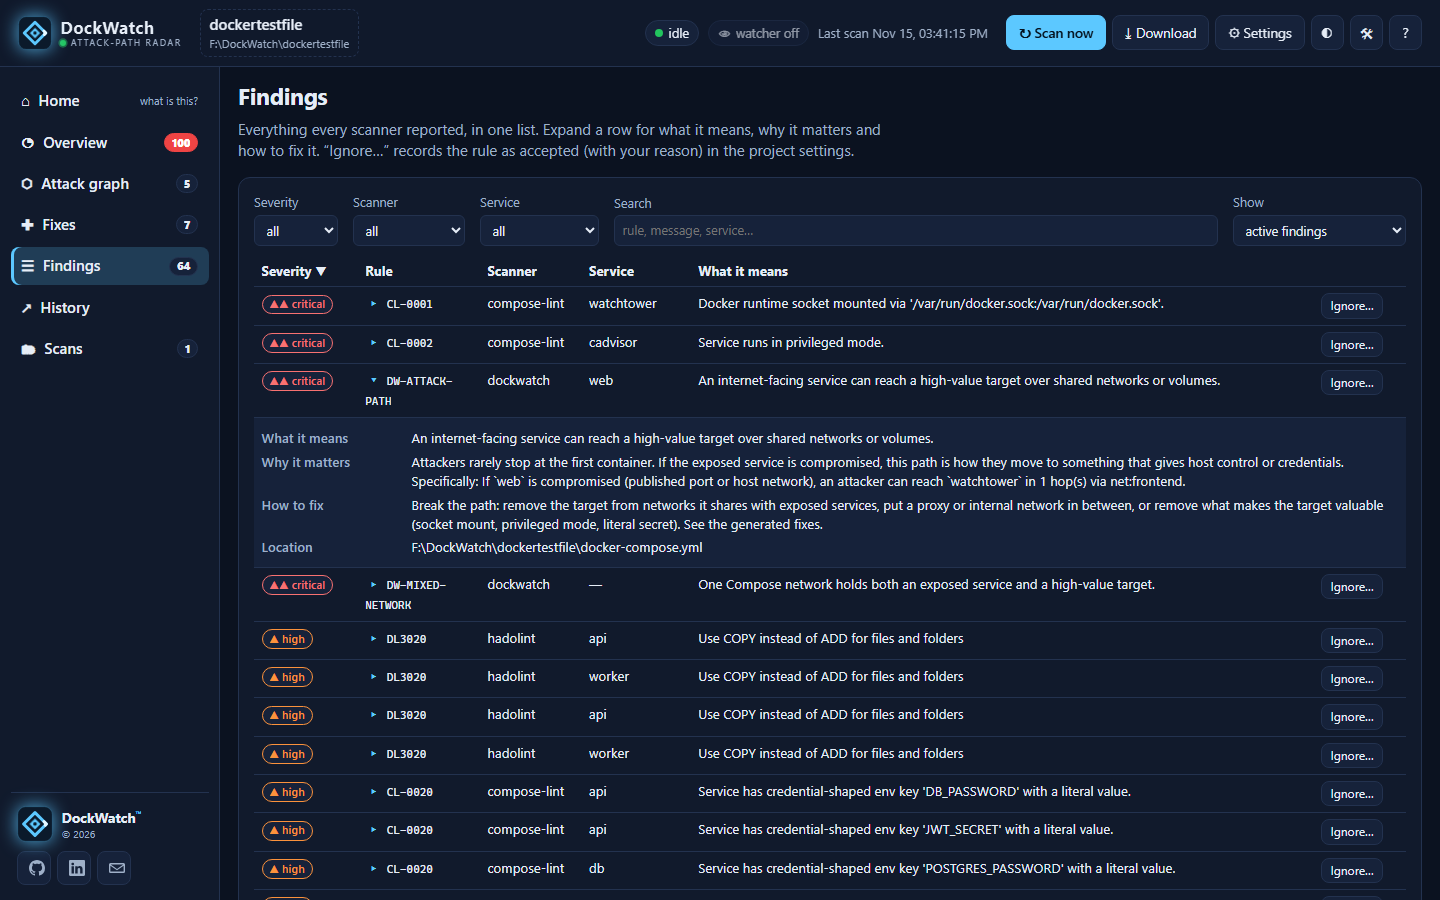 DockWatch
ATTACK-PATH RADAR
dockertestfile
F:\DockWatch\dockertestfile
idle
watcher off
Last scan Nov 15, 03:41:15 PM
↻ Scan now
⤓ Download
⚙ Settings
?
Home
what is this?
Overview
100
Attack graph
5
Fixes
7
Findings
64
History
Scans
1
Findings
Everything every scanner reported, in one list. Expand a row for what it means, why it matters and
how to fix it. “Ignore…” records the rule as accepted (with your reason) in the project settings.
Severity Scanner Service Search Show
all all all rule, message, service… active findings
Severity ▼ Rule Scanner Service What it means
▲▲ critical ▸ CL-0001 compose-lint watchtower Docker runtime socket mounted via '/var/run/docker.sock:/var/run/docker.sock'. Ignore…
▲▲ critical ▸ CL-0002 compose-lint cadvisor Service runs in privileged mode. Ignore…
▲▲ critical ▾ DW-ATTACK- dockwatch web An internet-facing service can reach a high-value target over shared networks or volumes. Ignore…
PATH
What it means An internet-facing service can reach a high-value target over shared networks or volumes.
Why it matters Attackers rarely stop at the first container. If the exposed service is compromised, this path is how they move to something that gives host control or credentials.
Specifically: If `web` is compromised (published port or host network), an attacker can reach `watchtower` in 1 hop(s) via net:frontend.
How to fix Break the path: remove the target from networks it shares with exposed services, put a proxy or internal network in between, or remove what makes the target valuable
(socket mount, privileged mode, literal secret). See the generated fixes.
Location F:\DockWatch\dockertestfile\docker-compose.yml
▲▲ critical ▸ DW-MIXED- dockwatch — One Compose network holds both an exposed service and a high-value target. Ignore…
NETWORK
▲ high ▸ DL3020 hadolint api Use COPY instead of ADD for files and folders Ignore…
▲ high ▸ DL3020 hadolint worker Use COPY instead of ADD for files and folders Ignore…
▲ high ▸ DL3020 hadolint api Use COPY instead of ADD for files and folders Ignore…
▲ high ▸ DL3020 hadolint worker Use COPY instead of ADD for files and folders Ignore…
▲ high ▸ CL-0020 compose-lint api Service has credential-shaped env key 'DB_PASSWORD' with a literal value. Ignore…
▲ high ▸ CL-0020 compose-lint api Service has credential-shaped env key 'JWT_SECRET' with a literal value. Ignore…
▲ high ▸ CL-0020 compose-lint db Service has credential-shaped env key 'POSTGRES_PASSWORD' with a literal value. Ignore…
DockWatch™
© 2026